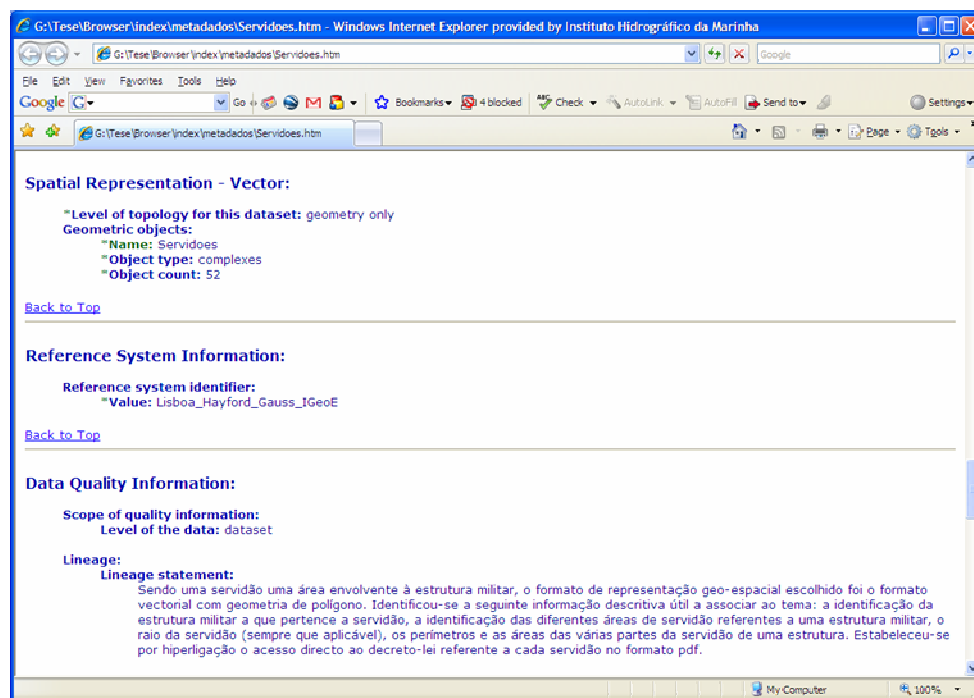 G:\Tese\Browser\index\metadados\Servidoes.htm - Windows Internet Explorer provided by Instituto Hidrográfico da Marinha
G:\Tese\Browser\index\metadados\Servidoes.htm
Google
File Edit View Favorites Tools Help
Google G Go Bookmarks 4 blocked Check AutoLink AutoFill Send to Settings
G:\Tese\Browser\index\metadados\Servidoes.htm Page Tools
Spatial Representation - Vector:
*Level of topology for this dataset: geometry only
Geometric objects:
*Name: Servidoes
*Object type: complexes
*Object count: 52
Back to Top
Reference System Information:
Reference system identifier:
*Value: Lisboa_Hayford_Gauss_IGeoE
Back to Top
Data Quality Information:
Scope of quality information:
Level of the data: dataset
Lineage:
Lineage statement:
Sendo uma servidão uma área envolvente à estrutura militar, o formato de representação geo-espacial escolhido foi o formato
vectorial com geometria de polígono. Identificou-se a seguinte informação descritiva útil a associar ao tema: a identificação da
estrutura militar a que pertence a servidão, a identificação das diferentes áreas de servidão referentes a uma estrutura militar, o
raio da servidão (sempre que aplicável), os perímetros e as áreas das várias partes da servidão de uma estrutura. Estabeleceu-se
por hiperligação o acesso directo ao decreto-lei referente a cada servidão no formato pdf.
My Computer 100%